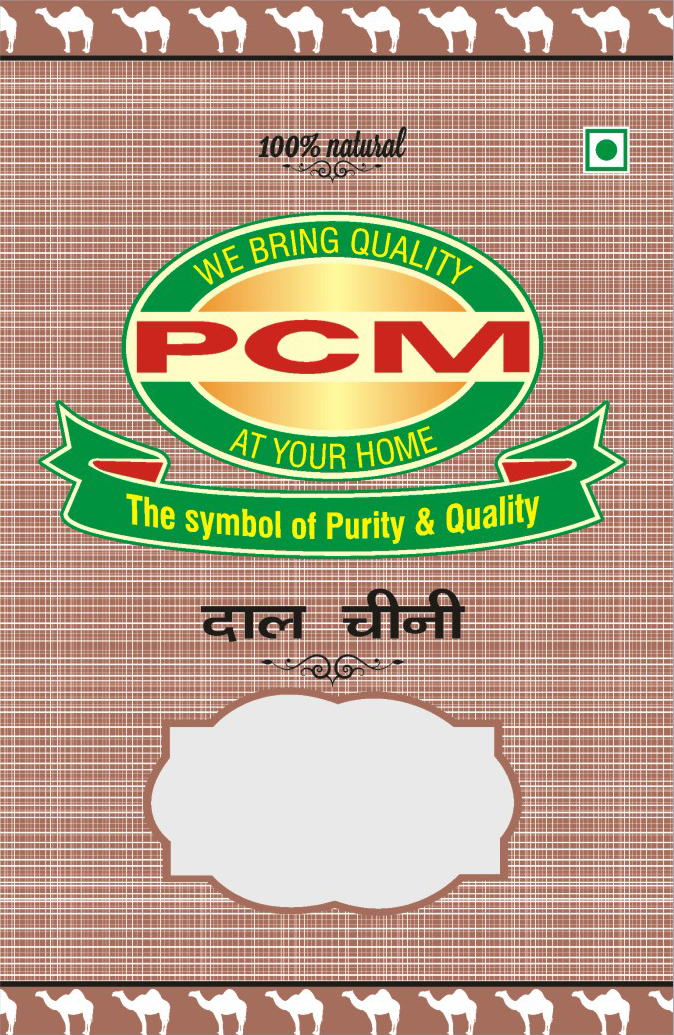 100% natural
WE BRING QUALITY
PCM
AT YOUR HOME
The symbol of Purity & Quality
दाल चीनी